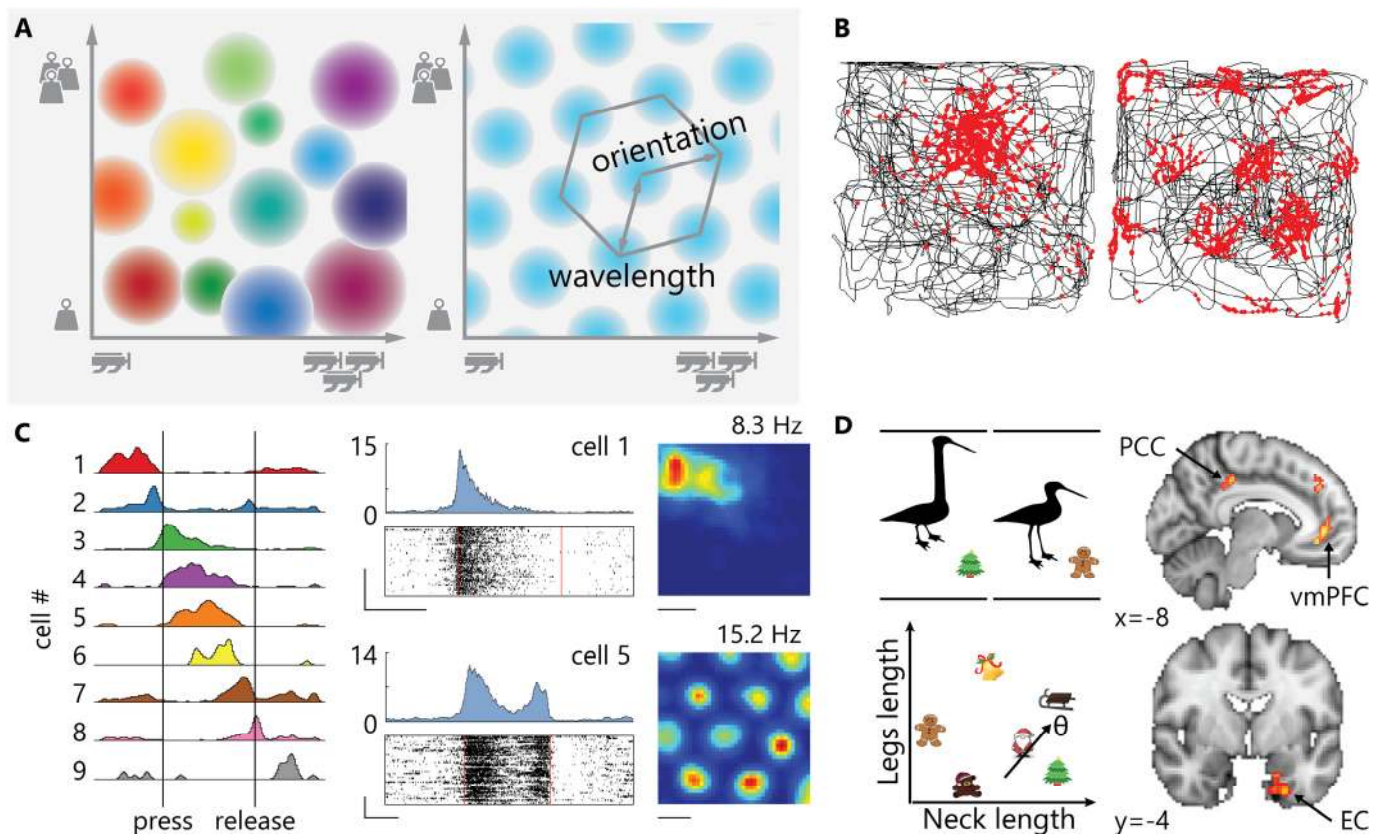 A
orientation
wavelength
B
C
cell #
1
2
3
4
5
6
7
8
9
press release
15
0
cell 1
8.3 Hz
14
0
cell 5
15.2 Hz
D
PCC
vmPFC
x=-8
Legs length
θ
Neck length
y=-4
EC